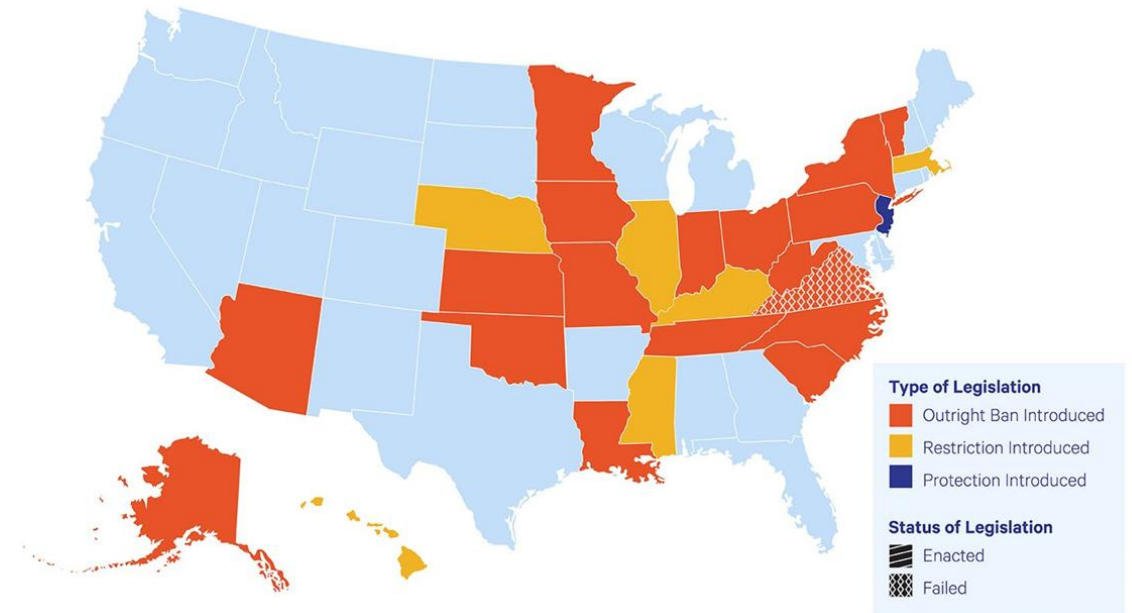 Type of Legislation
Outright Ban Introduced
Restriction Introduced
Protection Introduced
Status of Legislation
Enacted
Failed